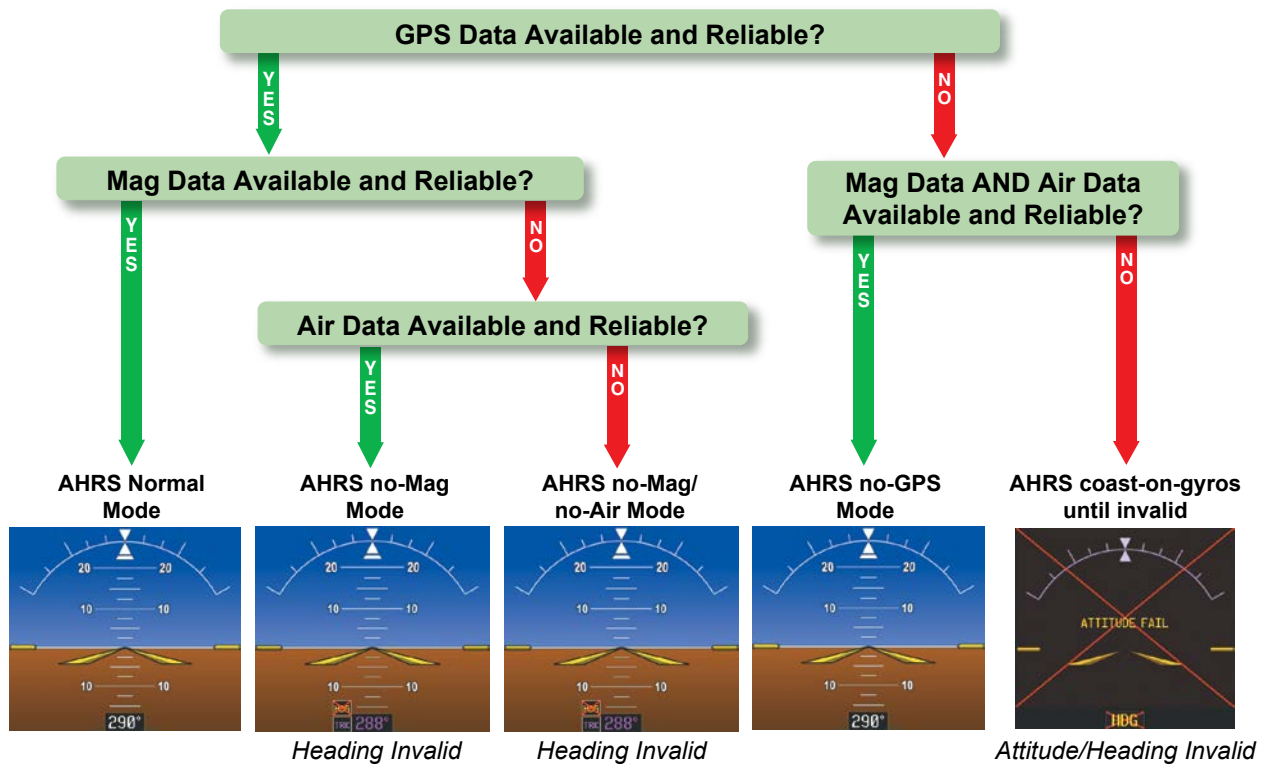 GPS Data Available and Reliable?
YES
NO
Mag Data Available and Reliable?
Mag Data AND Air Data
Available and Reliable?
YES
NO
YES
NO
Air Data Available and Reliable?
YES
NO
AHRS Normal
Mode
AHRS no-Mag
Mode
AHRS no-Mag/
no-Air Mode
AHRS no-GPS
Mode
AHRS coast-on-gyros
until invalid
20 20
10 10
10 10
290°
20 20
10 10
10 10
HDG
TRK 288°
20 20
10 10
10 10
HDG
TRK 288°
20 20
10 10
10 10
290°
ATTITUDE FAIL
HDG
Heading Invalid
Heading Invalid
Attitude/Heading Invalid